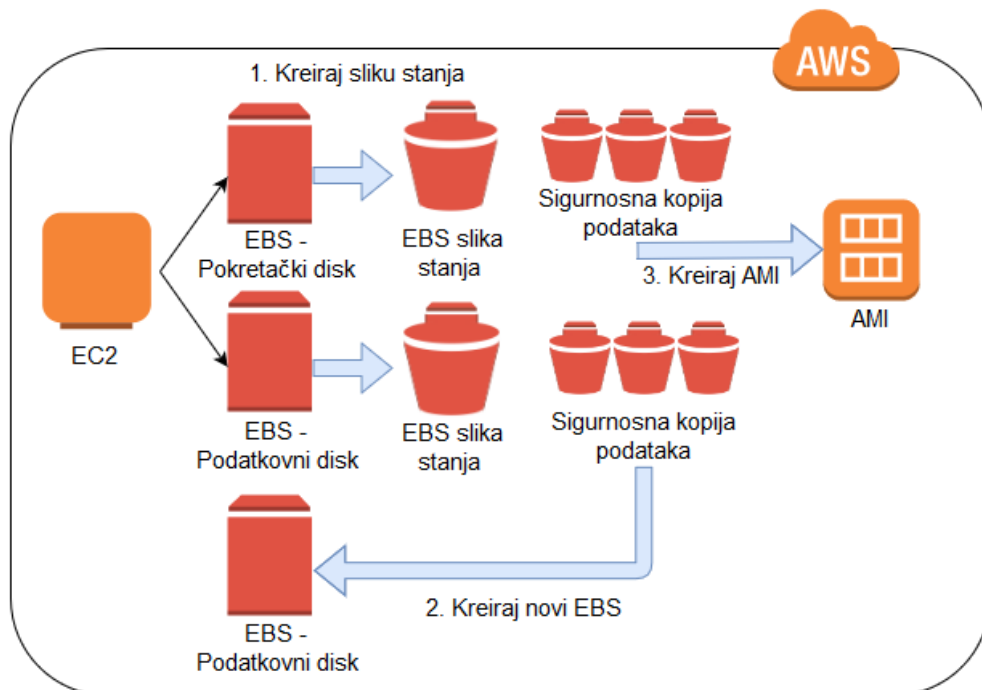 AWS
1. Kreiraj sliku stanja
EBS -
Pokretački disk
EBS slika
stanja
Sigurnosna kopija
podataka
3. Kreiraj AMI
AMI
EC2
EBS -
Podatkovni disk
EBS slika
stanja
Sigurnosna kopija
podataka
2. Kreiraj novi EBS
EBS -
Podatkovni disk